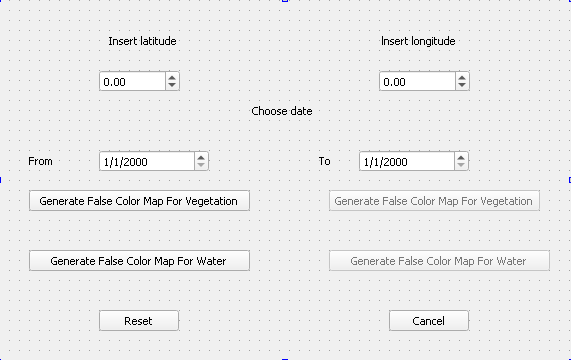 Insert latitude
Insert longitude
0.00
0.00
Choose date
From
1/1/2000
To
1/1/2000
Generate False Color Map For Vegetation
Generate False Color Map For Vegetation
Generate False Color Map For Water
Generate False Color Map For Water
Reset
Cancel